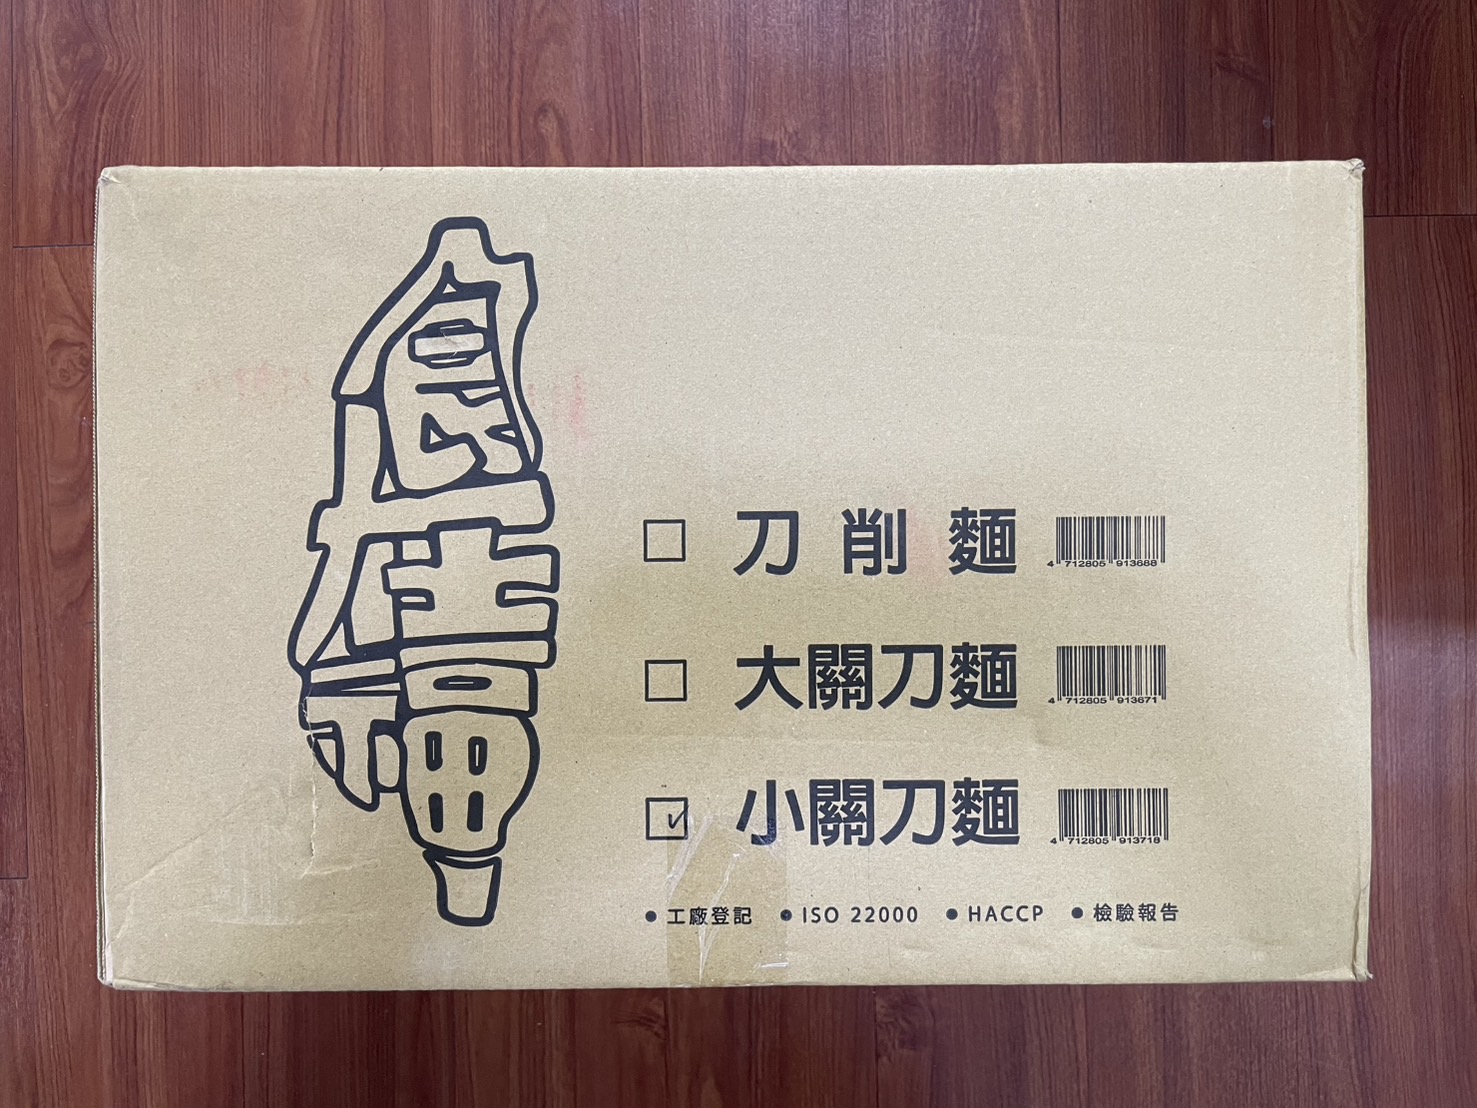 食佳福
刀削麵
4 712805 913688
大關刀麵
4 712805 913671
小關刀麵
4 712805 913718
● 工廠登記 ● ISO 22000 ● HACCP ● 檢驗報告